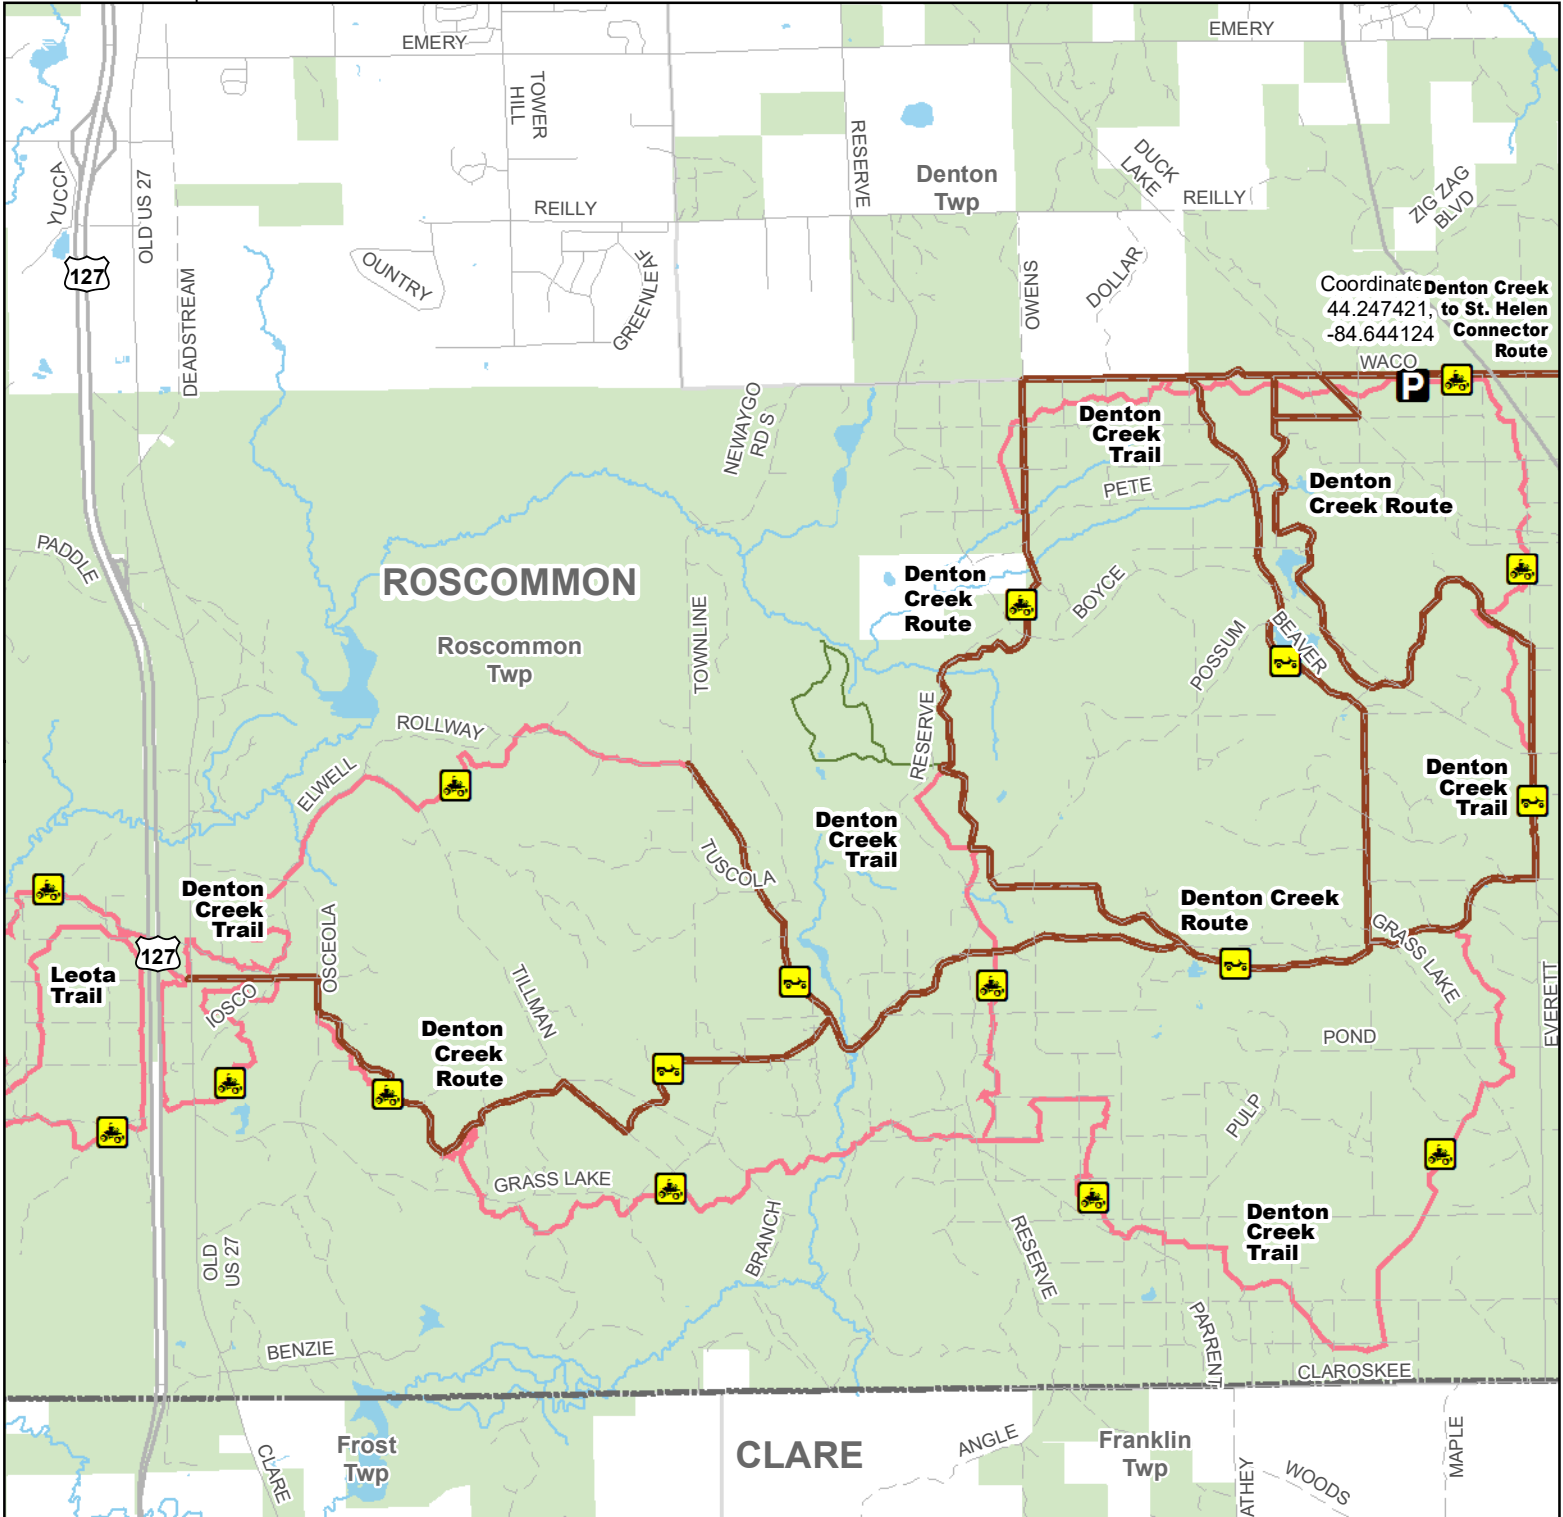 EMERY
EMERY
TOWER
HILL
RESERVE
DUCK
LAKE
YUCCA
OLD US 27
Denton
Twp
REILLY
REILLY
ZIG ZAG
BLVD
127
DEADSTREAM
OUNTRY
GREENLEAF
OWENS
DOLLAR
Coordinate
44.247421,
-84.644124
Denton Creek
to St. Helen
Connector
Route
WACO
P
NEWAYGO
RD S
Denton
Creek
Trail
PETE
Denton
Creek Route
PADDLE
ROSCOMMON
Denton
Creek
Route
BOYCE
TOWNLINE
Roscommon
Twp
POSSUM
BEAVER
ROLLWAY
RESERVE
ELWELL
Denton
Creek
Trail
Denton
Creek
Trail
TUSCOLA
Denton
Creek
Trail
OSCEOLA
Denton Creek
Route
GRASS LAKE
127
Leota
Trail
IOSCO
TILLMAN
EVERETT
Denton
Creek
Route
POND
PULP
GRASS LAKE
BRANCH
RESERVE
Denton
Creek
Trail
OLD
US 27
PARRENT
BENZIE
CLAROSKEE
Frost
Twp
CLARE
CLARE
ANGLE
Franklin
Twp
ATHEY
WOODS
MAPLE